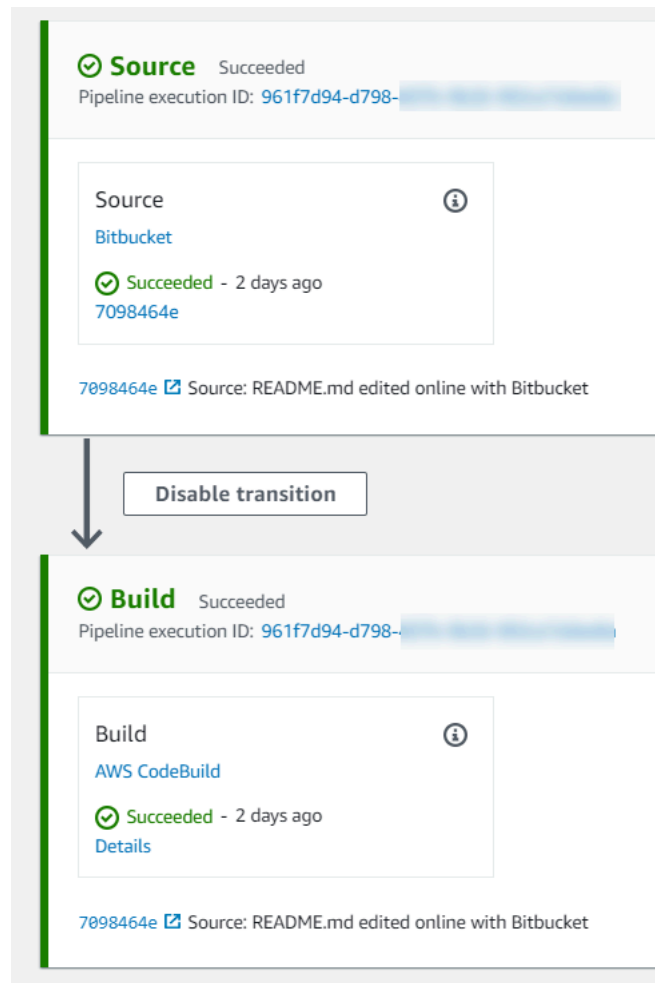 Source Succeeded
Pipeline execution ID: 961f7d94-d798-
Source
Bitbucket
Succeeded - 2 days ago
7098464e
7098464e Source: README.md edited online with Bitbucket
Disable transition
Build Succeeded
Pipeline execution ID: 961f7d94-d798-
Build
AWS CodeBuild
Succeeded - 2 days ago
Details
7098464e Source: README.md edited online with Bitbucket